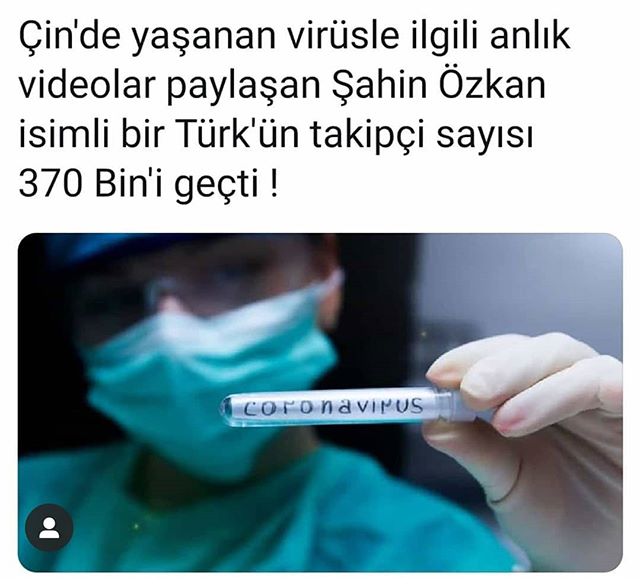 Çin'de yaşanan virüsle ilgili anlık
videolar paylaşan Şahin Özkan
isimli bir Türk'ün takipçi sayısı
370 Bin'i geçti !
coronavirus